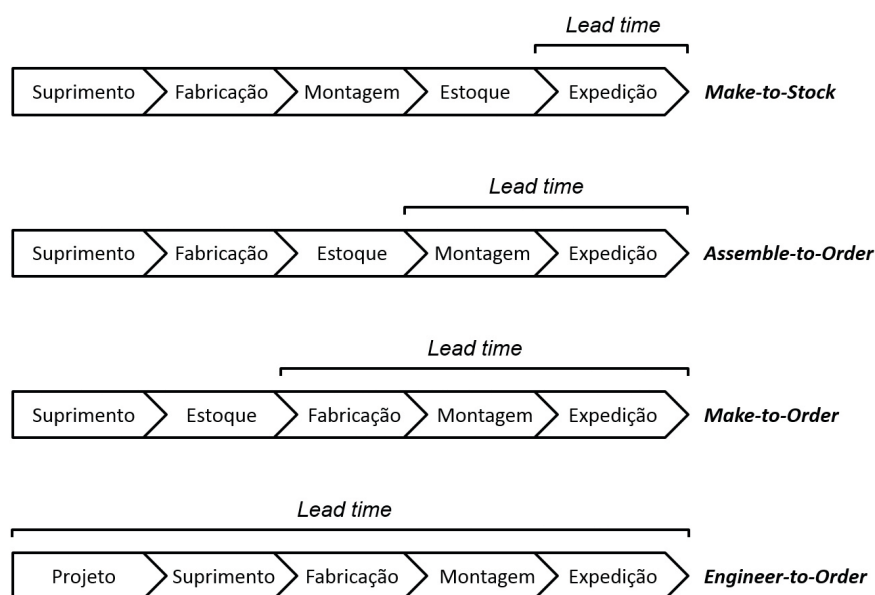 Lead time
Suprimento Fabricação Montagem Estoque Expedição Make-to-Stock
Lead time
Suprimento Fabricação Estoque Montagem Expedição Assemble-to-Order
Lead time
Suprimento Estoque Fabricação Montagem Expedição Make-to-Order
Lead time
Projeto Suprimento Fabricação Montagem Expedição Engineer-to-Order